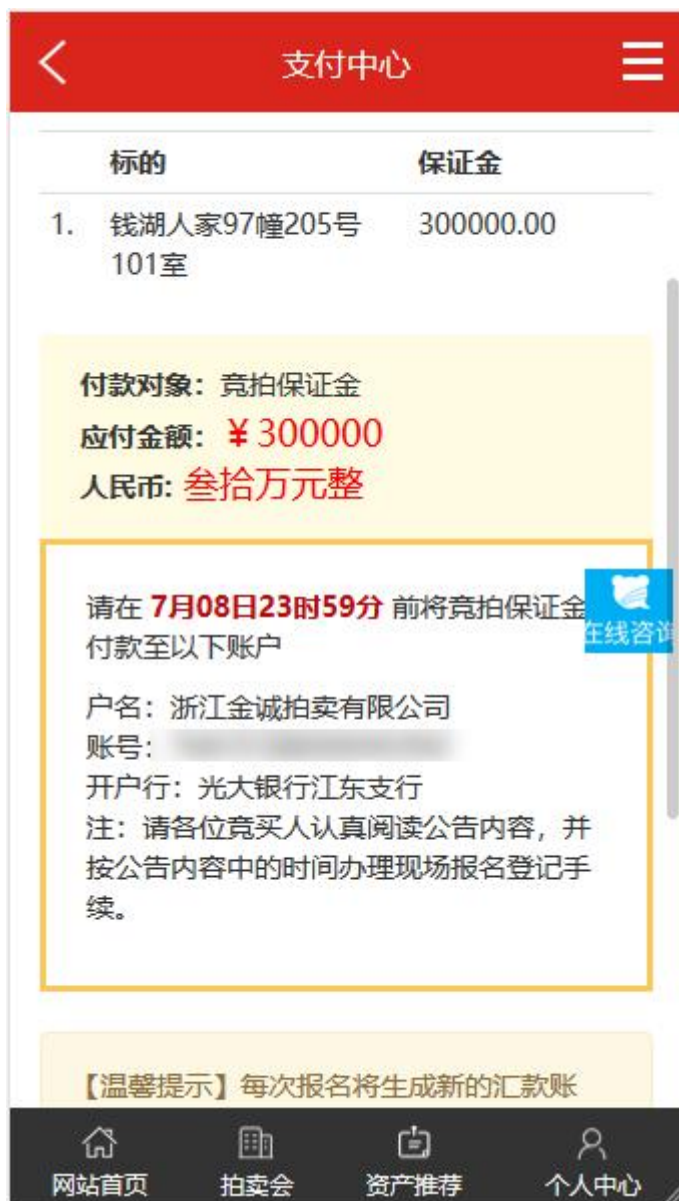 支付中心
标的 保证金
1. 钱湖人家97幢205号 300000.00
101室
付款对象：竞拍保证金
应付金额：￥300000
人民币: 叁拾万元整
请在 7月08日23时59分 前将竞拍保证金
付款至以下账户
在线咨询
户名：浙江金诚拍卖有限公司
账号：
开户行：光大银行江东支行
注：请各位竞买人认真阅读公告内容，并
按公告内容中的时间办理现场报名登记手
续。
【温馨提示】每次报名将生成新的汇款账
网站首页 拍卖会 资产推荐 个人中心